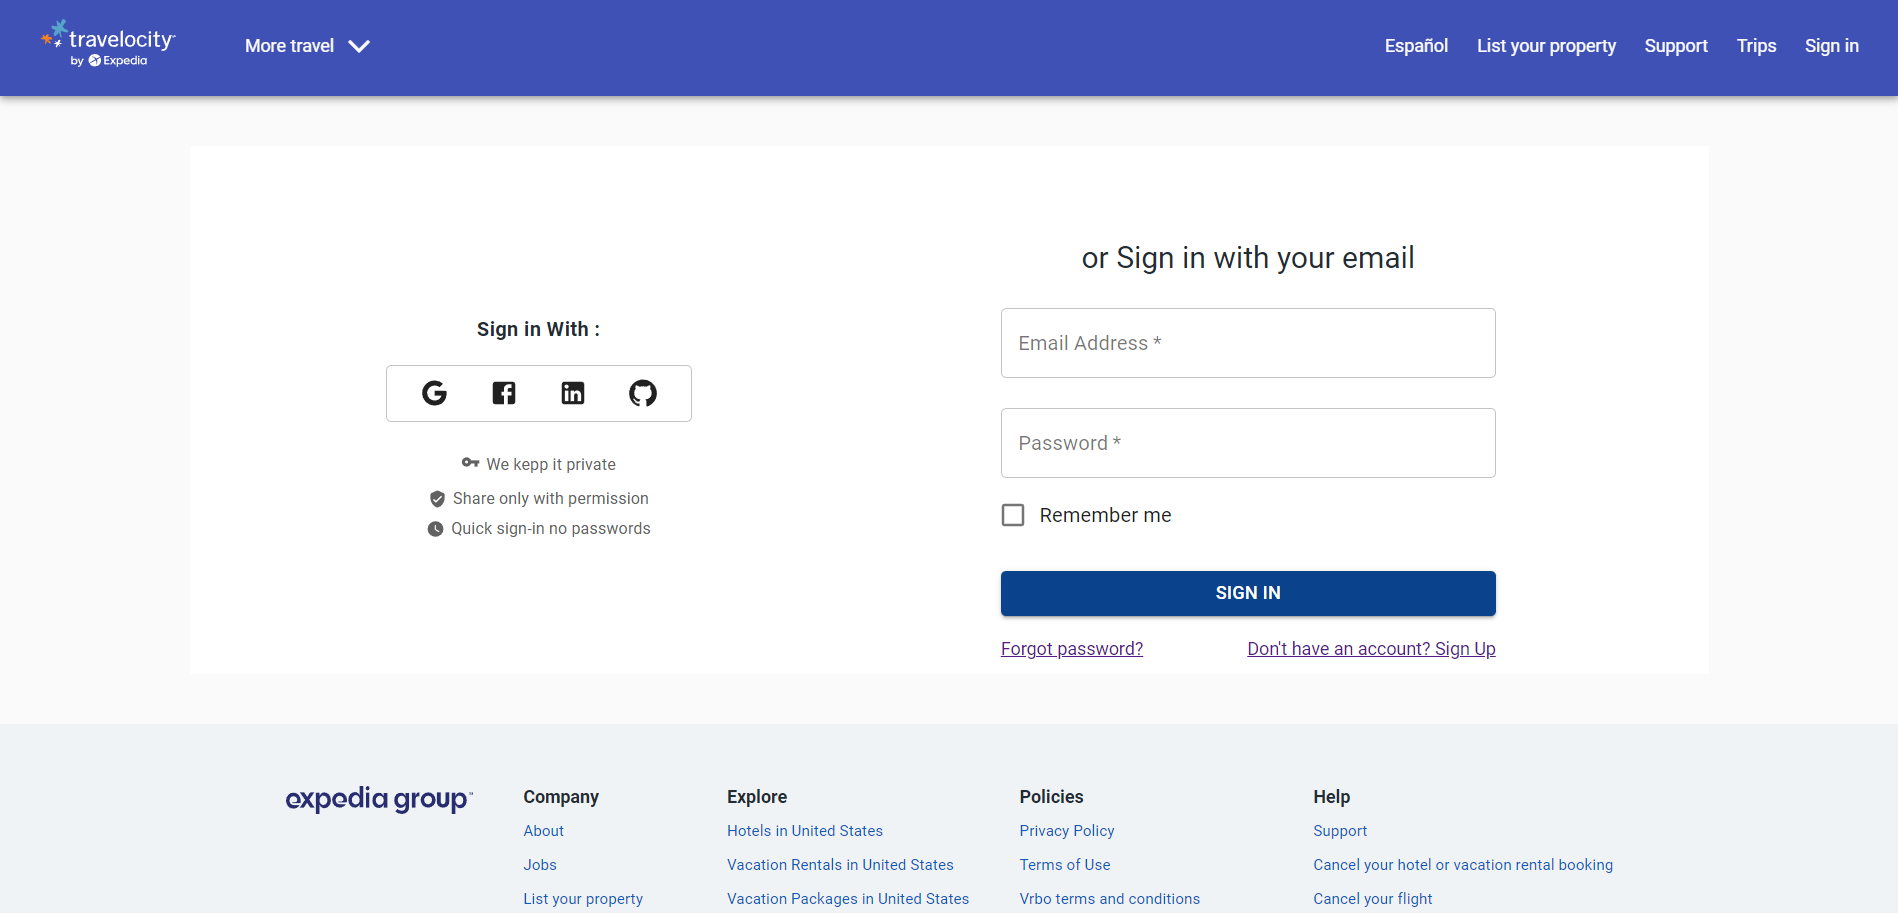 travelocity
by Expedia
More travel
Español
List your property
Support
Trips
Sign in
Sign in With :
We kepp it private
Share only with permission
Quick sign-in no passwords
or Sign in with your email
Email Address *
Password *
Remember me
SIGN IN
Forgot password?
Don't have an account? Sign Up
expedia group™
Company
About
Jobs
List your property
Explore
Hotels in United States
Vacation Rentals in United States
Vacation Packages in United States
Policies
Privacy Policy
Terms of Use
Vrbo terms and conditions
Help
Support
Cancel your hotel or vacation rental booking
Cancel your flight